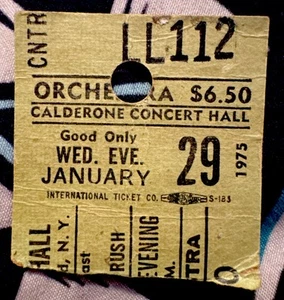 CNTR
LL112
ORCHE RA $6.50
CALDERONE CONCERT HALL
Good Only
WED. EVE.
JANUARY 29 1975
INTERNATIONAL TICKET CO. S-183
HALL
d, N. Y.
ast
RUSH
EVENING
M.
TRA